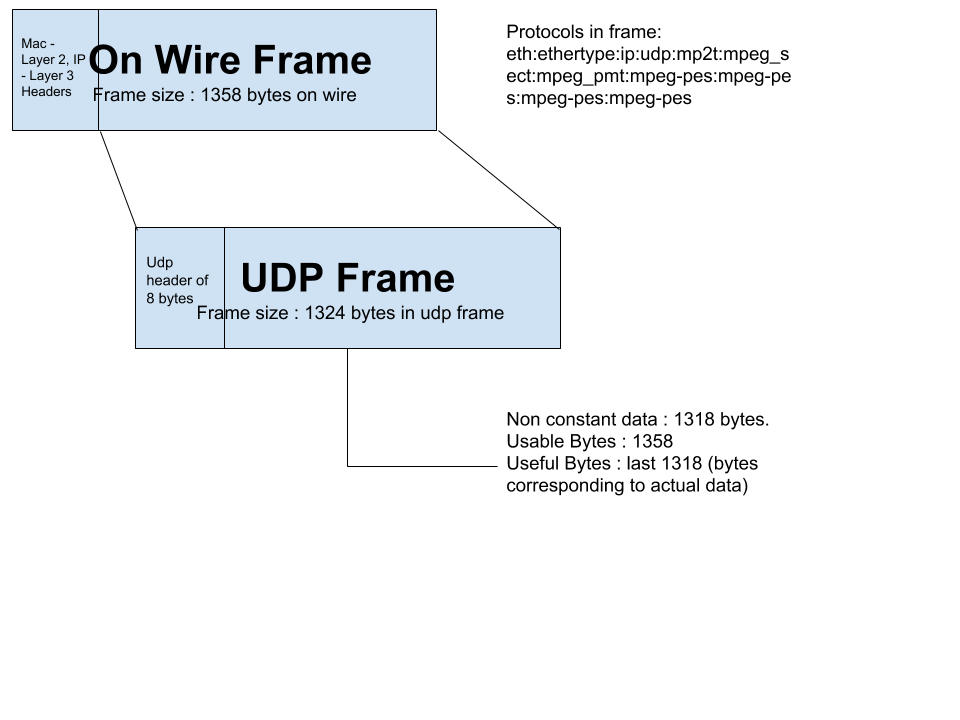 Mac -
Layer 2, IP
- Layer 3
Headers
On Wire Frame
Frame size : 1358 bytes on wire
Protocols in frame:
eth:ethertype:ip:udp:mp2t:mpeg_s
ect:mpeg_pmt:mpeg-pes:mpeg-pe
s:mpeg-pes:mpeg-pes
Udp
header of
8 bytes
UDP Frame
Frame size : 1324 bytes in udp frame
Non constant data : 1318 bytes.
Usable Bytes : 1358
Useful Bytes : last 1318 (bytes
corresponding to actual data)